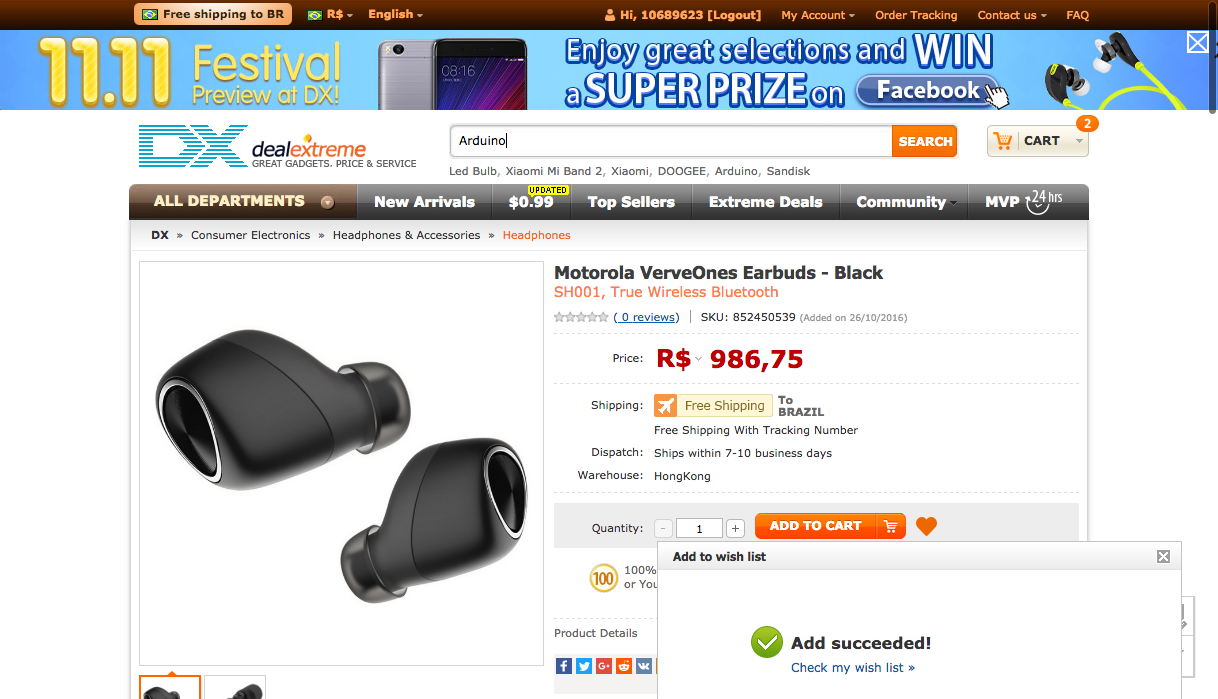 Free shipping to BR
R$
English
Hi, 10689623 [Logout]
My Account
Order Tracking
Contact us
FAQ
11.11 Festival
Preview at DX!
08:16
Enjoy great selections and WIN
a SUPER PRIZE on Facebook
DX dealextreme
GREAT GADGETS. PRICE & SERVICE
Arduino
SEARCH
CART
2
Led Bulb, Xiaomi Mi Band 2, Xiaomi, DOOGEE, Arduino, Sandisk
ALL DEPARTMENTS
New Arrivals
UPDATED
$0.99
Top Sellers
Extreme Deals
Community
MVP 24hrs
DX » Consumer Electronics » Headphones & Accessories » Headphones
Motorola VerveOnes Earbuds - Black
SH001, True Wireless Bluetooth
( 0 reviews)
SKU: 852450539 (Added on 26/10/2016)
Price: R$ 986,75
Shipping: Free Shipping To BRAZIL
Free Shipping With Tracking Number
Dispatch: Ships within 7-10 business days
Warehouse: HongKong
Quantity: - 1 +
ADD TO CART
100
100%
or You
Product Details
Add to wish list
Add succeeded!
Check my wish list »